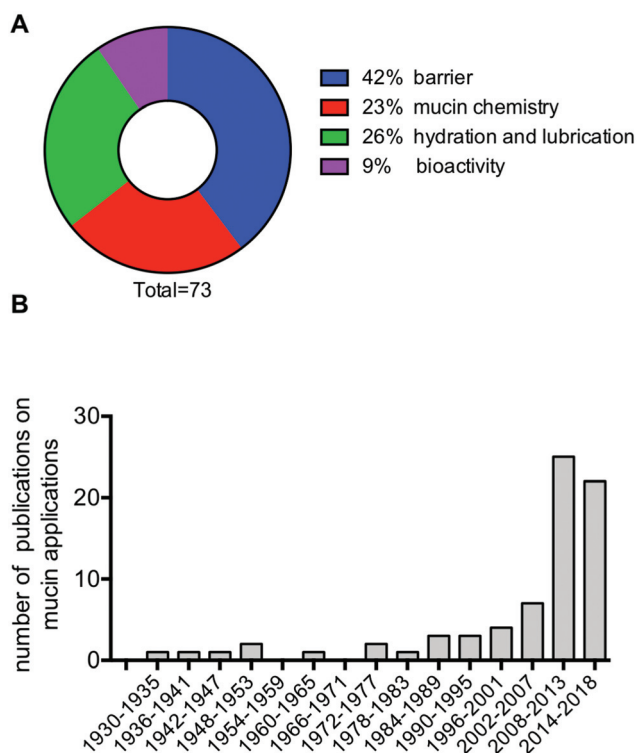 A
42% barrier
23% mucin chemistry
26% hydration and lubrication
9% bioactivity
Total=73
B
number of publications on
mucin applications
30
20
10
0
1930-1935
1936-1941
1942-1947
1948-1953
1954-1959
1960-1965
1966-1971
1972-1977
1978-1983
1984-1989
1990-1995
1996-2001
2002-2007
2008-2013
2014-2018